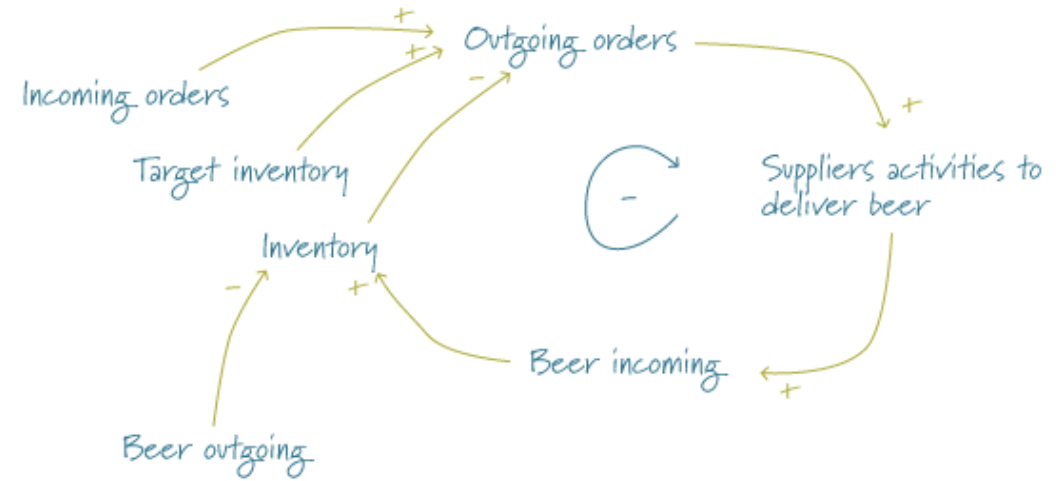 +
Outgoing orders
+
-
Incoming orders
+
Target inventory
Suppliers activities to
deliver beer
-
Inventory
-
+
Beer incoming
+
Beer outgoing